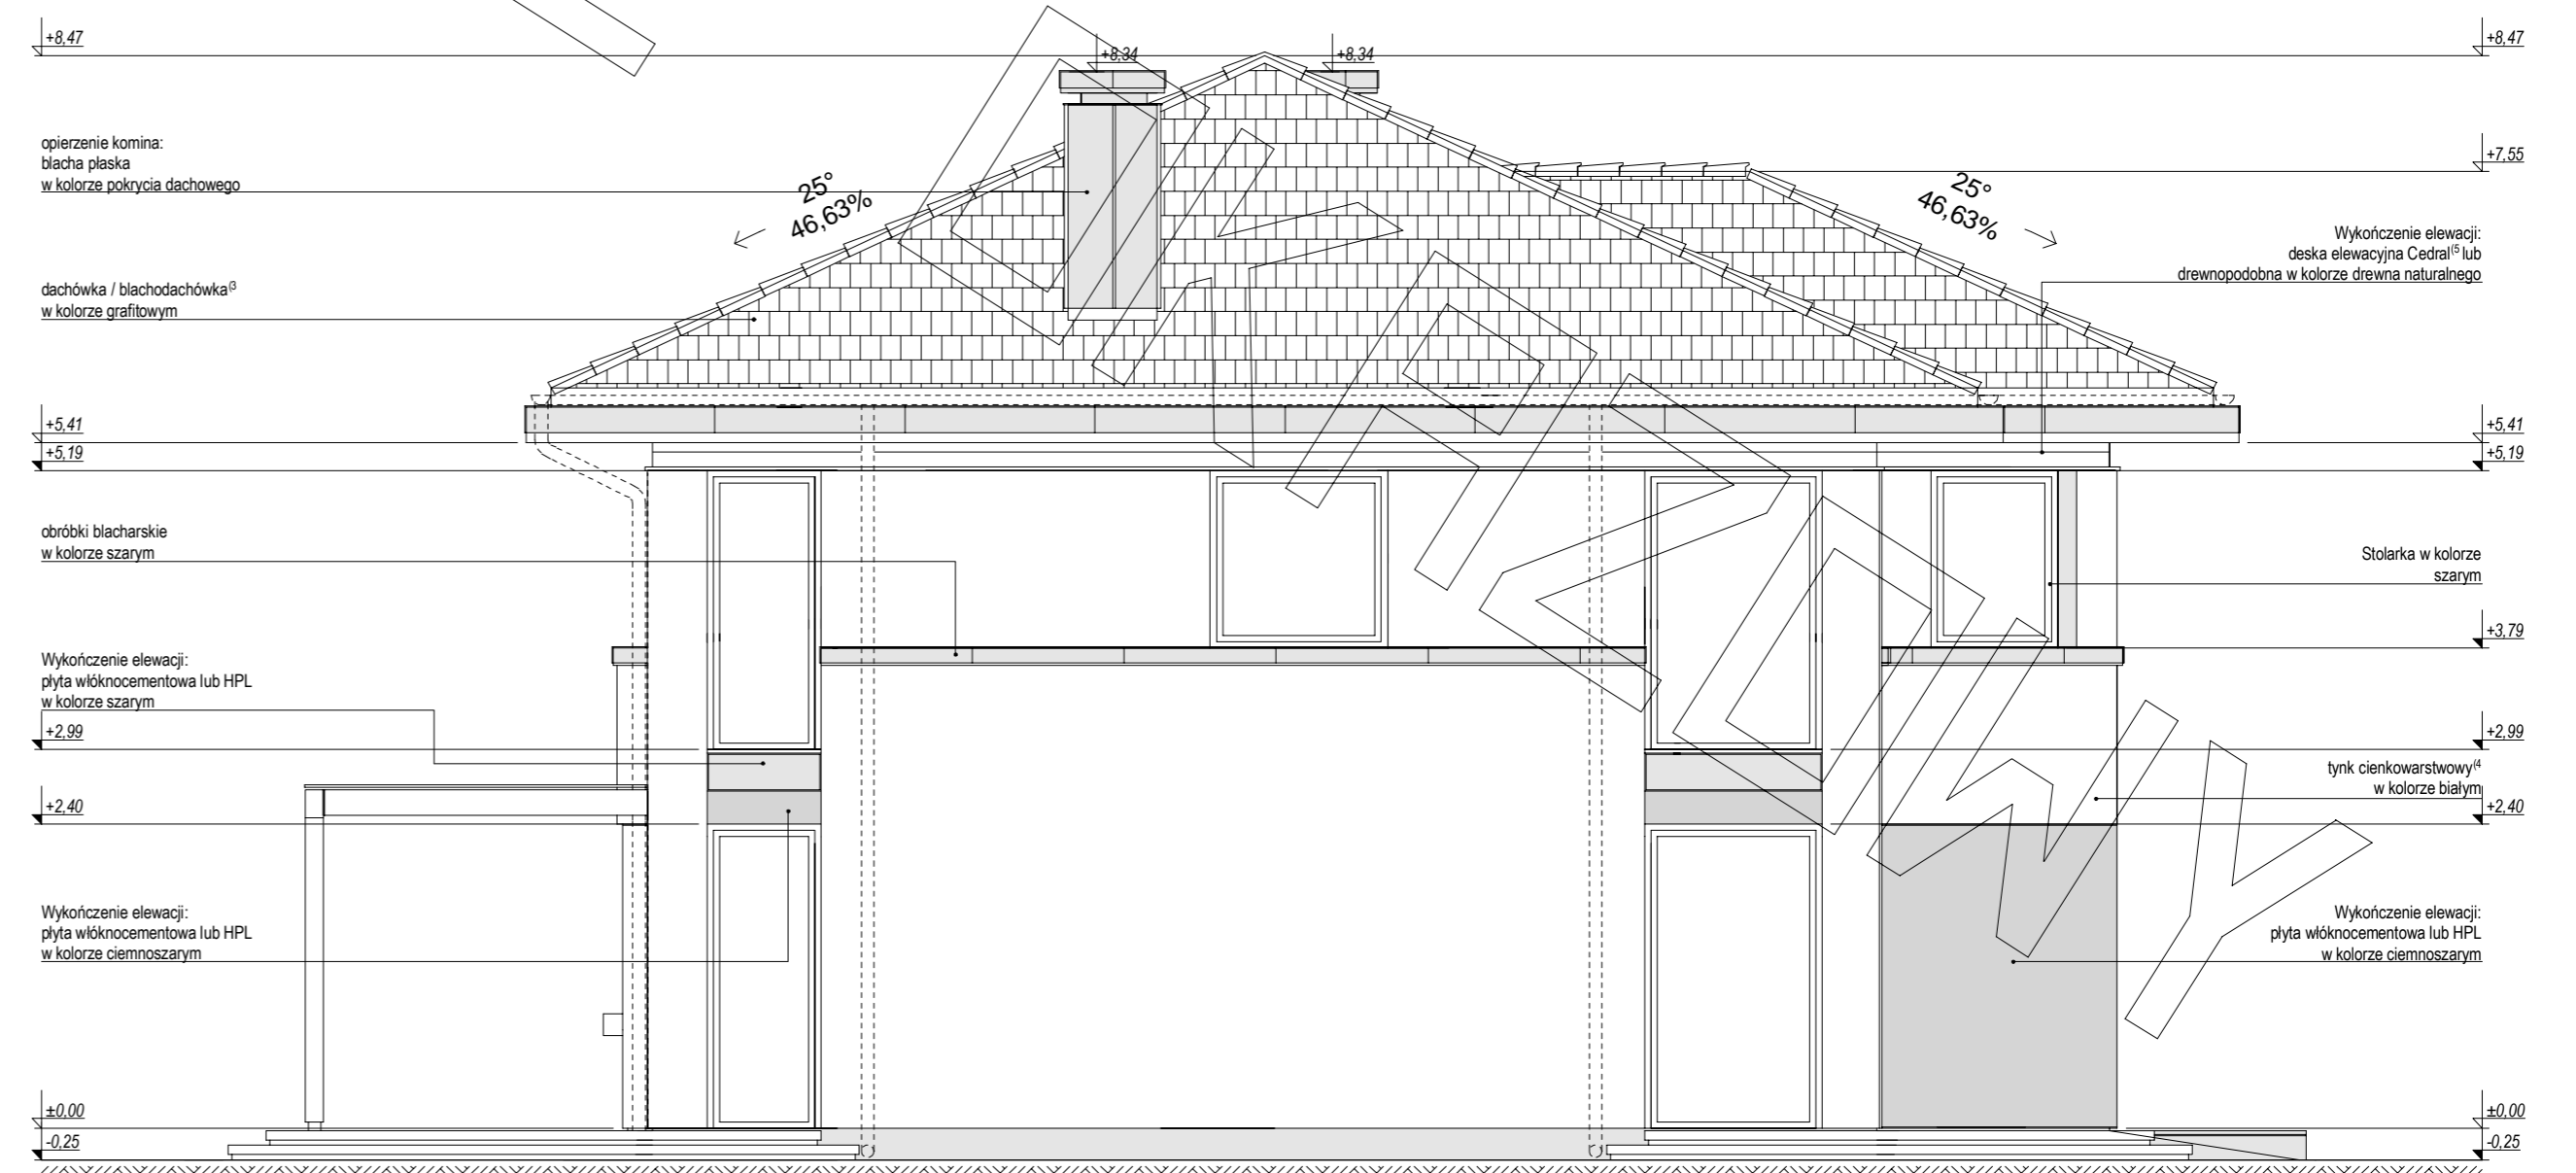 +8,47
+8,34
+8,34
+8,47
opierzenie komina:
blacha płaska
w kolorze pokrycia dachowego
25°
46,63%
+7,55
25°
46,63%
Wykończenie elewacji:
deska elewacyjna Cedral(5 lub
drewnopodobna w kolorze drewna naturalnego
dachówka / blachodachówka(3
w kolorze grafitowym
+5,41
+5,19
+5,41
+5,19
obróbki blacharskie
w kolorze szarym
Stolarka w kolorze
szarym
+3,79
Wykończenie elewacji:
płyta włóknocementowa lub HPL
w kolorze szarym
+2,99
+2,99
tynk cienkowarstwowy(4
w kolorze białym
+2,40
+2,40
Wykończenie elewacji:
płyta włóknocementowa lub HPL
w kolorze ciemnoszarym
Wykończenie elewacji:
płyta włóknocementowa lub HPL
w kolorze ciemnoszarym
±0,00
-0,25
±0,00
-0,25